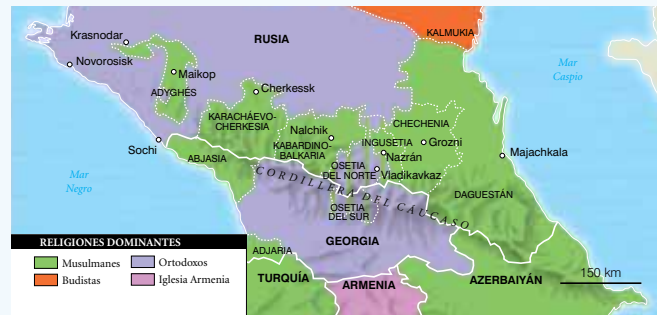 KALMUKIA
Krasnodar
RUSIA
Novorosisk
Maikop
Mar
Caspio
ADYGHÉS
Cherkessk
KARACHÁEVO-
CHERKESIA
Nalchik
CHECHENIA
KABARDINO-
BALKARIA
INGUSETIA
Grozni
Sochi
Nazrán
Majachkala
ABJASIA
OSETIA
DEL NORTE
Vladikavkaz
Mar
Negro
CORDILLERA DEL CÁUCASO
DAGUESTÁN
OSETIA
DEL SUR
GEORGIA
RELIGIONES DOMINANTES
ADJARIA
Musulmanes
Ortodoxos
Budistas
Iglesia Armenia
TURQUÍA
ARMENIA
AZERBAIYÁN
150 km